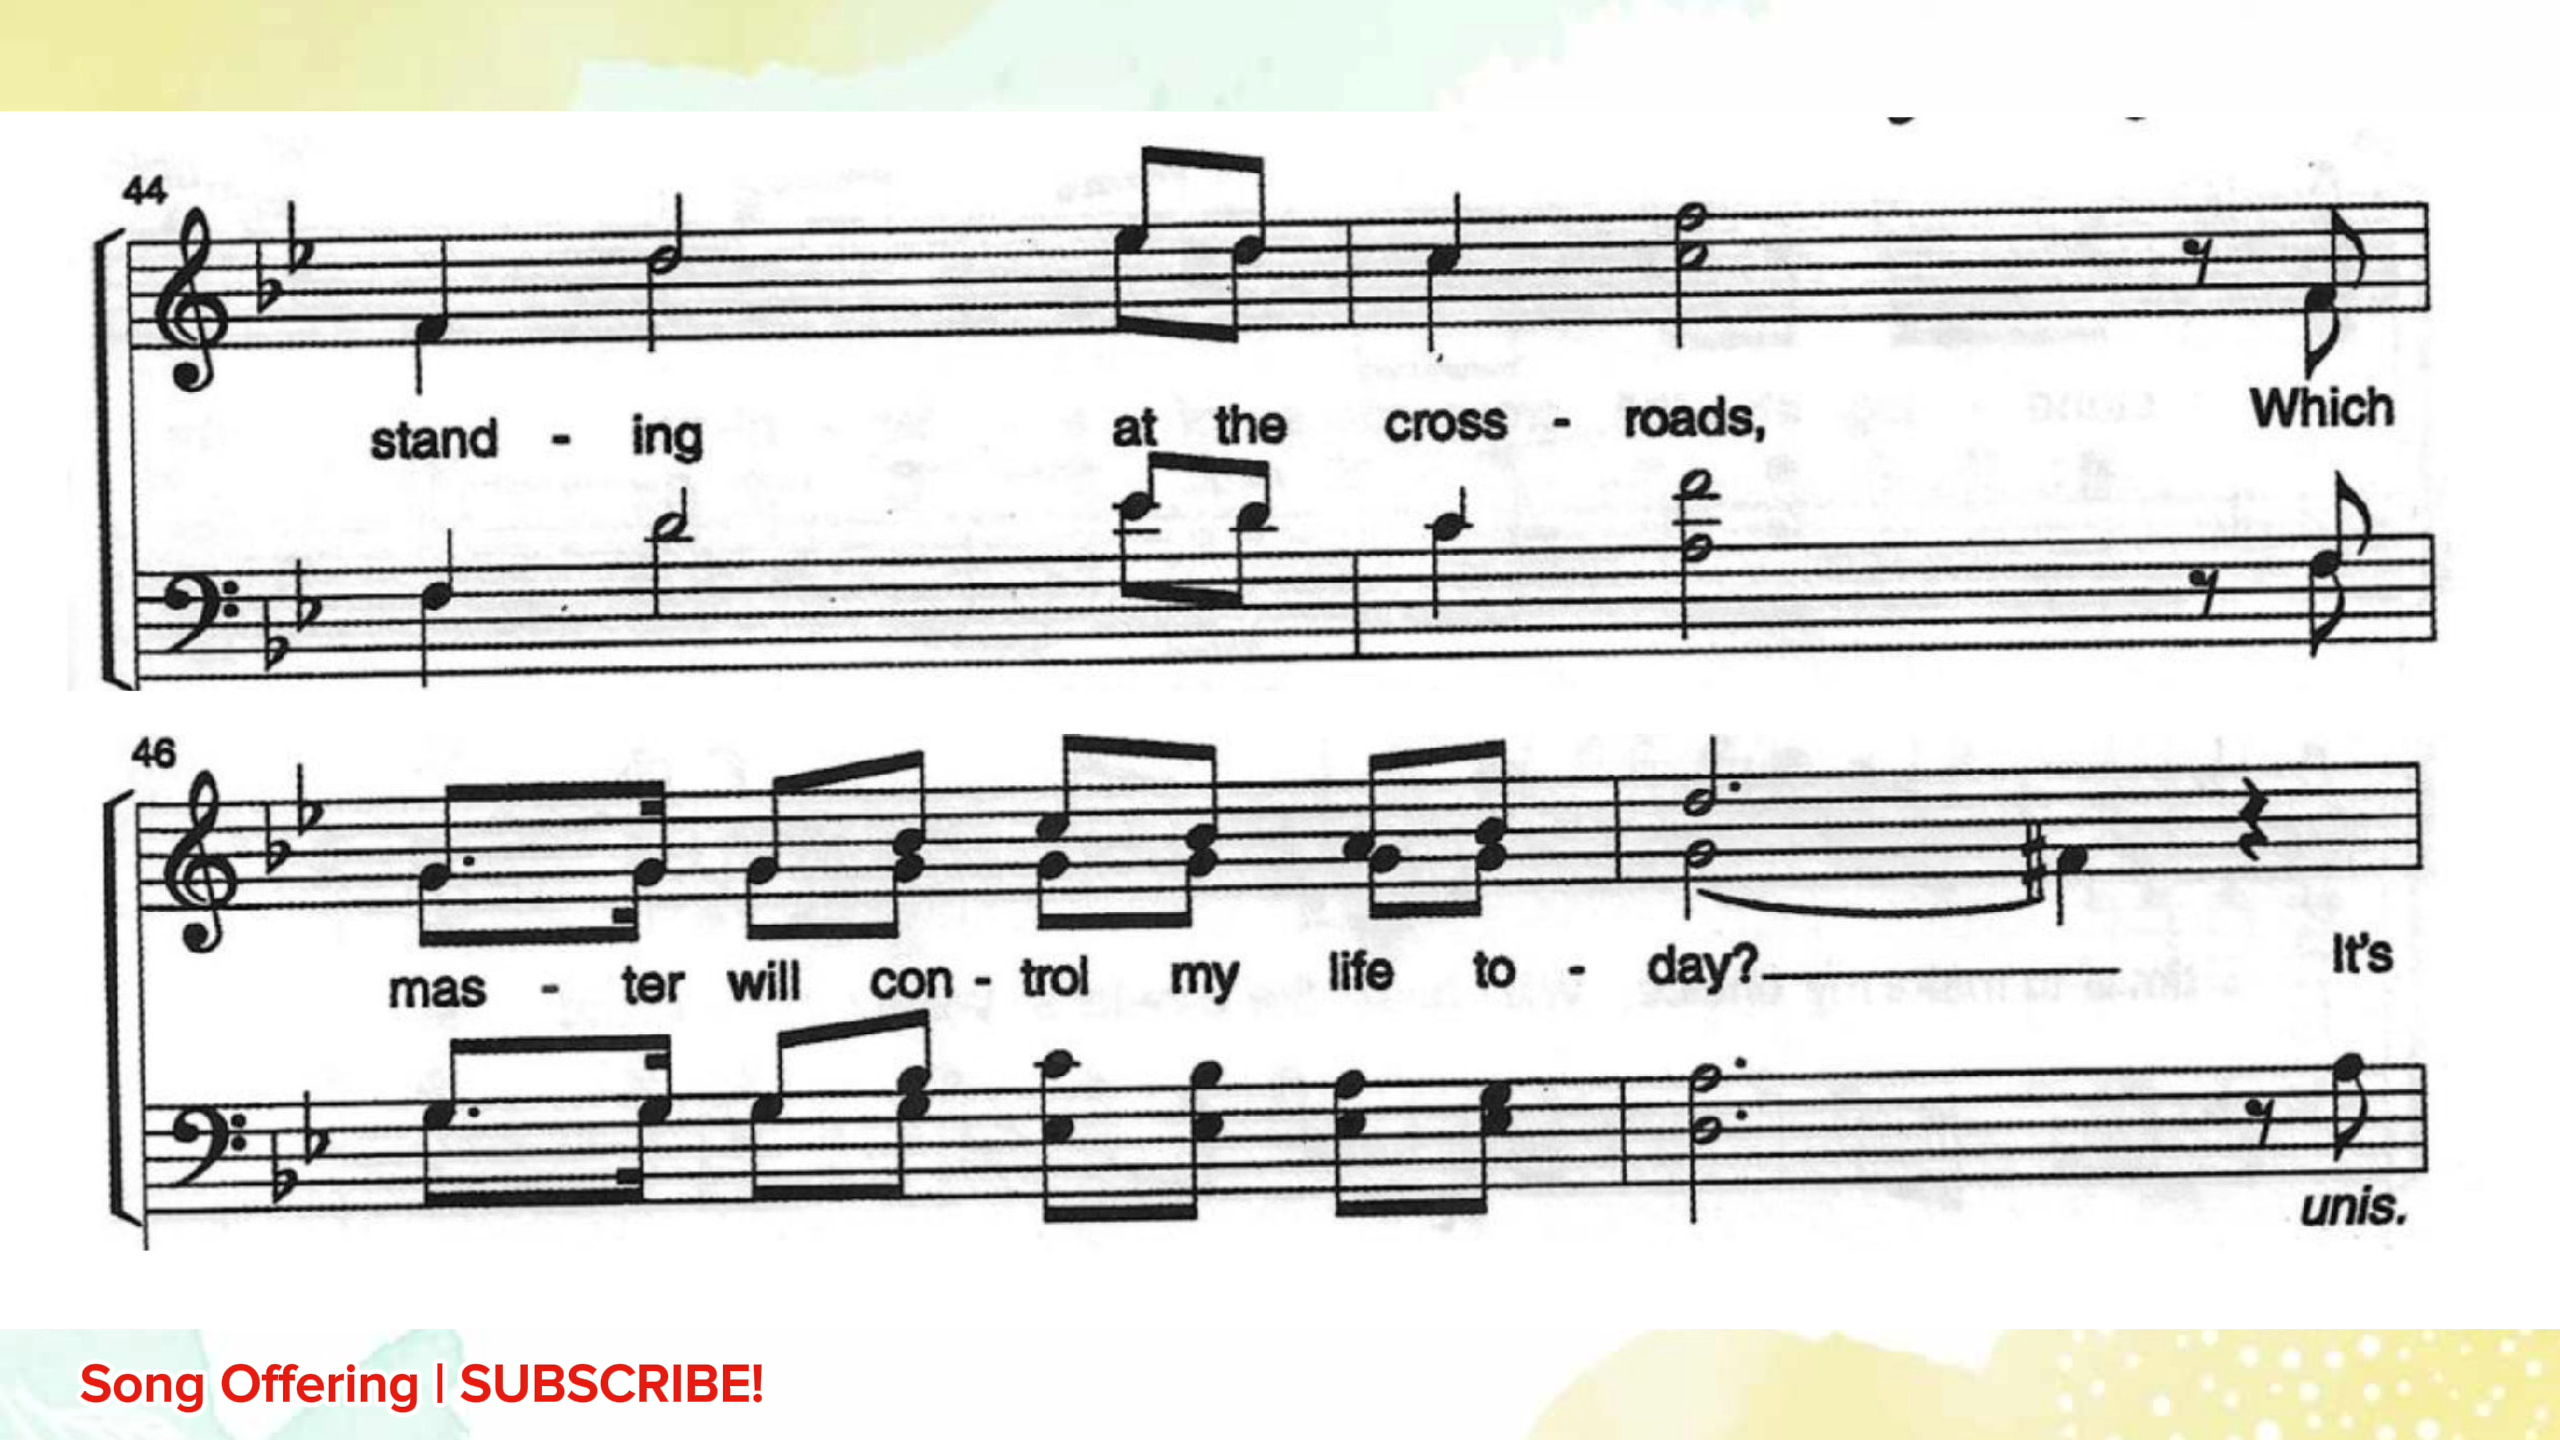 44
stand - ing at the cross - roads, Which
46
mas - ter will con - trol my life to - day? It's
unis.
Song Offering | SUBSCRIBE!